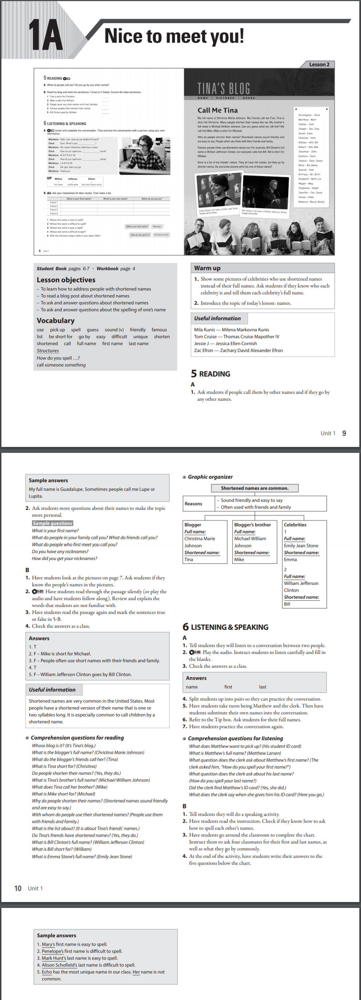 1A
Nice to meet you!
Lesson 2
5 READING 1-07
A What do people call you? Do you go by any other names?
B Read the blog and mark the sentences T (true) or F (false). Correct the false sentences.
1 Tina is short for Christina.
2 Mike is short for William.
3 People never use short names with their families.
4 Famous people often shorten their names.
5 Bill Clinton goes by William.
6 LISTENING & SPEAKING
A 1-08 Listen and complete the conversation. Then practice the conversation with a partner using your own
information.
Matthew Hello. Can I pick up my student ID card?
Clerk Sure. What's your ________?
Matthew My name's Matthew, Matthew Larsen.
Clerk How do you spell your ________ name?
Matthew M-A-T-T-H-E-W.
Clerk How do you spell your ________ name?
Matthew L-A-R-S-E-N.
Clerk All right. Here you go.
Matthew Thank you.
Tip William Jefferson Clinton
first name middle name last name (family name)
B Ask your classmates for their names. Then make a list.
What's your first name? What's your last name? What do you go by?
Friend 1
Friend 2
Friend 3
Friend 4
1 Whose first name is easy to spell?
2 Whose first name is difficult to spell?
3 Whose last name is easy to spell?
4 Whose last name is difficult to spell?
5 Who has the most unique name in your class? Why?
What's your first name? Penelope.
How do you spell it? P-E-N-E-L-O-P-E.
6 Unit 1
TINA'S BLOG
HOME | PICTURES | BOOKS
Call Me Tina
My full name is Christina Marie Johnson. My friends call me Tina. Tina is
short for Christina. Many people shorten their names like me. My brother's
full name is Michael William Johnson. Can you guess what we call him? We
call him Mike. Mike is short for Michael.
Why do people shorten their names? Shortened names sound friendly and
are easy to say. People often use them with their friends and family.
Famous people often use shortened names too. For example, Bill Clinton's full
name is William Jefferson Clinton, but everyone calls him Bill. Bill is short for
William.
Here is a list of my friends' names. They all have full names, but they go by
shorter names. Do you know anyone who has one of these names?
Christopher – Chris
Matthew – Matt
Joshua – Josh
Joseph – Joe, Joey
David – Dave
Nicholas – Nick
William – Will, Bill
Robert – Rob, Bob
Jonathan – John
Zachary – Zach
Jessica – Jess, Jessie
Emily – Em, Emmy
Samuel – Sam
Brittany – Bri, Britt
Elizabeth – Beth, Liz
Megan – Meg
Stephanie – Steph
Jennifer – Jen, Jenny
Nicole – Nikki
Rebecca – Becca, Becky
Emma Stone's full name is Emily Jean Stone.
People call her Emma.
Bill Clinton's full name is William Jefferson Clinton.
People call him Bill.
Unit 1 7
Student Book pages 6-7 • Workbook page 4
Lesson objectives
– To learn how to address people with shortened names
– To read a blog post about shortened names
– To ask and answer questions about shortened names
– To ask and answer questions about the spelling of one's name
Vocabulary
use pick up spell guess sound (v) friendly famous
list be short for go by easy difficult unique shorten
shortened call full name first name last name
Structures
How do you spell …?
call someone something
Warm up
1. Show some pictures of celebrities who use shortened names
instead of their full names. Ask students if they know who each
celebrity is and tell them each celebrity's full name.
2. Introduce the topic of today's lesson: names.
Useful information
Mila Kunis — Milena Markovna Kunis
Tom Cruise — Thomas Cruise Mapother IV
Jessie J — Jessica Ellen Cornish
Zac Efron — Zachary David Alexander Efron
5 READING
A
1. Ask students if people call them by other names and if they go by
any other names.
Unit 1 9
Sample answers
My full name is Guadalupe. Sometimes people call me Lupe or
Lupita.
2. Ask students more questions about their names to make the topic
more personal.
Sample questions
What is your first name?
What do people in your family call you? What do friends call you?
What do people who first meet you call you?
Do you have any nicknames?
How did you get your nicknames?
B
1. Have students look at the pictures on page 7. Ask students if they
know the people's names in the pictures.
2. 1-07 Have students read through the passage silently (or play the
audio and have students follow along). Review and explain the
words that students are not familiar with.
3. Have students read the passage again and mark the sentences true
or false in 5-B.
4. Check the answers as a class.
Answers
1. T
2. F – Mike is short for Michael.
3. F – People often use short names with their friends and family.
4. T
5. F – William Jefferson Clinton goes by Bill Clinton.
Useful information
Shortened names are very common in the United States. Most
people have a shortened version of their name that is one or
two syllables long. It is especially common to call children by a
shortened name.
Comprehension questions for reading
Whose blog is it? (It's Tina's blog.)
What is the blogger's full name? (Christina Marie Johnson)
What do the blogger's friends call her? (Tina)
What is Tina short for? (Christina)
Do people shorten their names? (Yes, they do.)
What is Tina's brother's full name? (Michael William Johnson)
What does Tina call her brother? (Mike)
What is Mike short for? (Michael)
Why do people shorten their names? (Shortened names sound friendly
and are easy to say.)
With whom do people use their shortened names? (People use them
with friends and family.)
What is the list about? (It is about Tina's friends' names.)
Do Tina's friends have shortened names? (Yes, they do.)
What is Bill Clinton's full name? (William Jefferson Clinton)
What is Bill short for? (William)
What is Emma Stone's full name? (Emily Jean Stone)
10 Unit 1
Graphic organizer
Shortened names are common.
Reasons
– Sound friendly and easy to say
– Often used with friends and family
Blogger
Full name:
Christina Marie
Johnson
Shortened name:
Tina
Blogger's brother
Full name:
Michael William
Johnson
Shortened name:
Mike
Celebrities
1
Full name:
Emily Jean Stone
Shortened name:
Emma
2
Full name:
William Jefferson
Clinton
Shortened name:
Bill
6 LISTENING & SPEAKING
A
1. Tell students they will listen to a conversation between two people.
2. 1-08 Play the audio. Instruct students to listen carefully and fill in
the blanks.
3. Check the answers as a class.
Answers
name first last
4. Split students up into pairs so they can practice the conversation.
5. Have students take turns being Matthew and the clerk. Then have
students substitute their own names into the conversation.
6. Refer to the Tip box. Ask students for their full names.
7. Have students practice the conversation again.
Comprehension questions for listening
What does Matthew want to pick up? (His student ID card)
What is Matthew's full name? (Matthew Larsen)
What question does the clerk ask about Matthew's first name? (The
clerk asked him, "How do you spell your first name?")
What question does the clerk ask about his last name?
(How do you spell your last name?)
Did the clerk find Matthew's ID card? (Yes, she did.)
What does the clerk say when she gives him his ID card? (Here you go.)
B
1. Tell students they will do a speaking activity.
2. Have students read the instruction. Check if they know how to ask
how to spell each other's names.
3. Have students go around the classroom to complete the chart.
Instruct them to ask four classmates for their first and last names, as
well as what they go by commonly.
4. At the end of the activity, have students write their answers to the
five questions below the chart.
Sample answers
1. Mary's first name is easy to spell.
2. Penelope's first name is difficult to spell.
3. Mark Hunt's last name is easy to spell.
4. Alison Schofield's last name is difficult to spell.
5. Echo has the most unique name in our class. Her name is not
common.